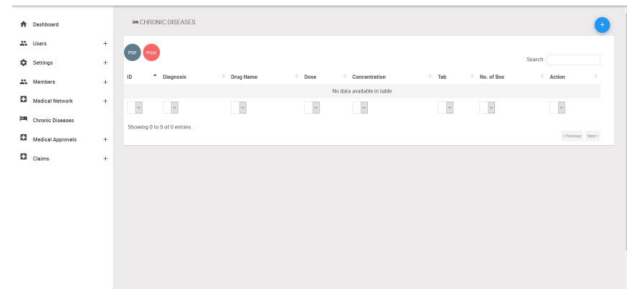 Dashboard
Users +
Settings +
Members +
Medical Network +
Chronic Diseases
Medical Approvals +
Claims +
CHRONIC DISEASES
+
PDF Print
Search:
ID Diagnosis Drug Name Dose Concentration Tab No. of Box Action
No data available in table
Showing 0 to 0 of 0 entries
‹ Previous Next ›